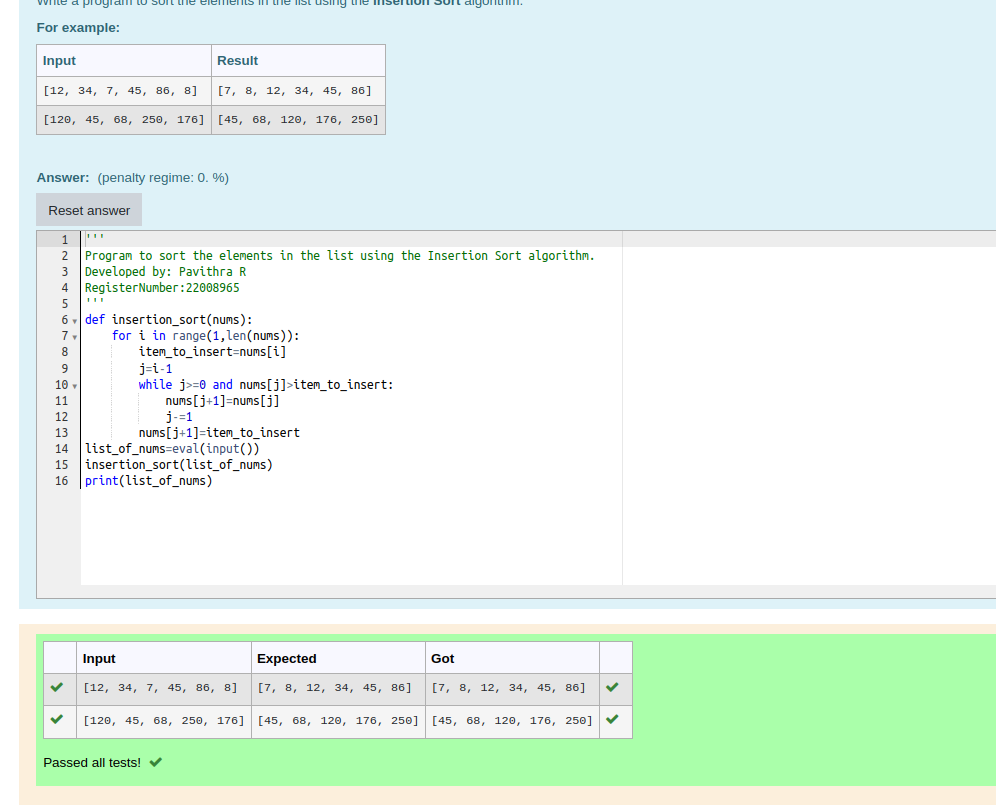 Write a program to sort the elements in the list using the Insertion Sort algorithm.
For example:
Input Result
[12, 34, 7, 45, 86, 8] [7, 8, 12, 34, 45, 86]
[120, 45, 68, 250, 176] [45, 68, 120, 176, 250]
Answer: (penalty regime: 0. %)
Reset answer
1 '''
2 Program to sort the elements in the list using the Insertion Sort algorithm.
3 Developed by: Pavithra R
4 RegisterNumber:22008965
5 '''
6 def insertion_sort(nums):
7     for i in range(1,len(nums)):
8         item_to_insert=nums[i]
9         j=i-1
10         while j>=0 and nums[j]>item_to_insert:
11             nums[j+1]=nums[j]
12             j-=1
13         nums[j+1]=item_to_insert
14 list_of_nums=eval(input())
15 insertion_sort(list_of_nums)
16 print(list_of_nums)
Input Expected Got
[12, 34, 7, 45, 86, 8] [7, 8, 12, 34, 45, 86] [7, 8, 12, 34, 45, 86]
[120, 45, 68, 250, 176] [45, 68, 120, 176, 250] [45, 68, 120, 176, 250]
Passed all tests!